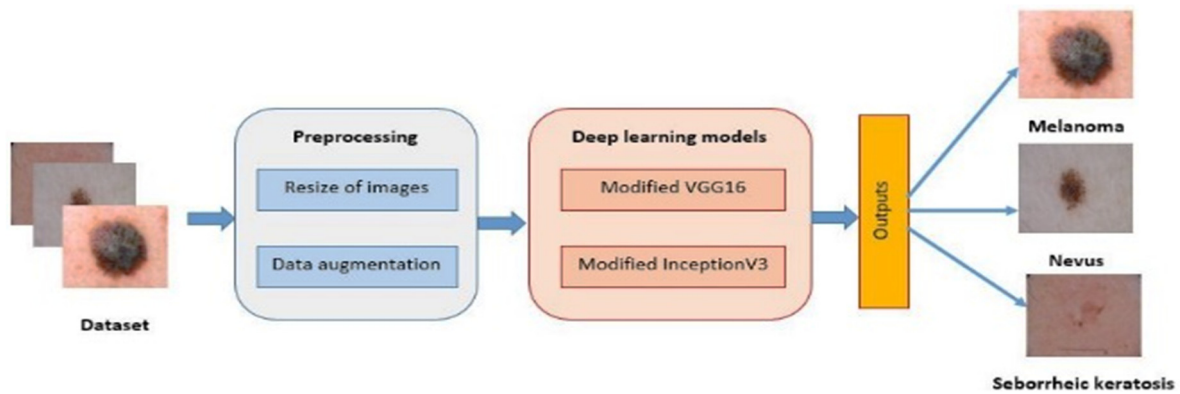 Dataset
Preprocessing
Resize of images
Data augmentation
Deep learning models
Modified VGG16
Modified InceptionV3
Outputs
Melanoma
Nevus
Seborrheic keratosis